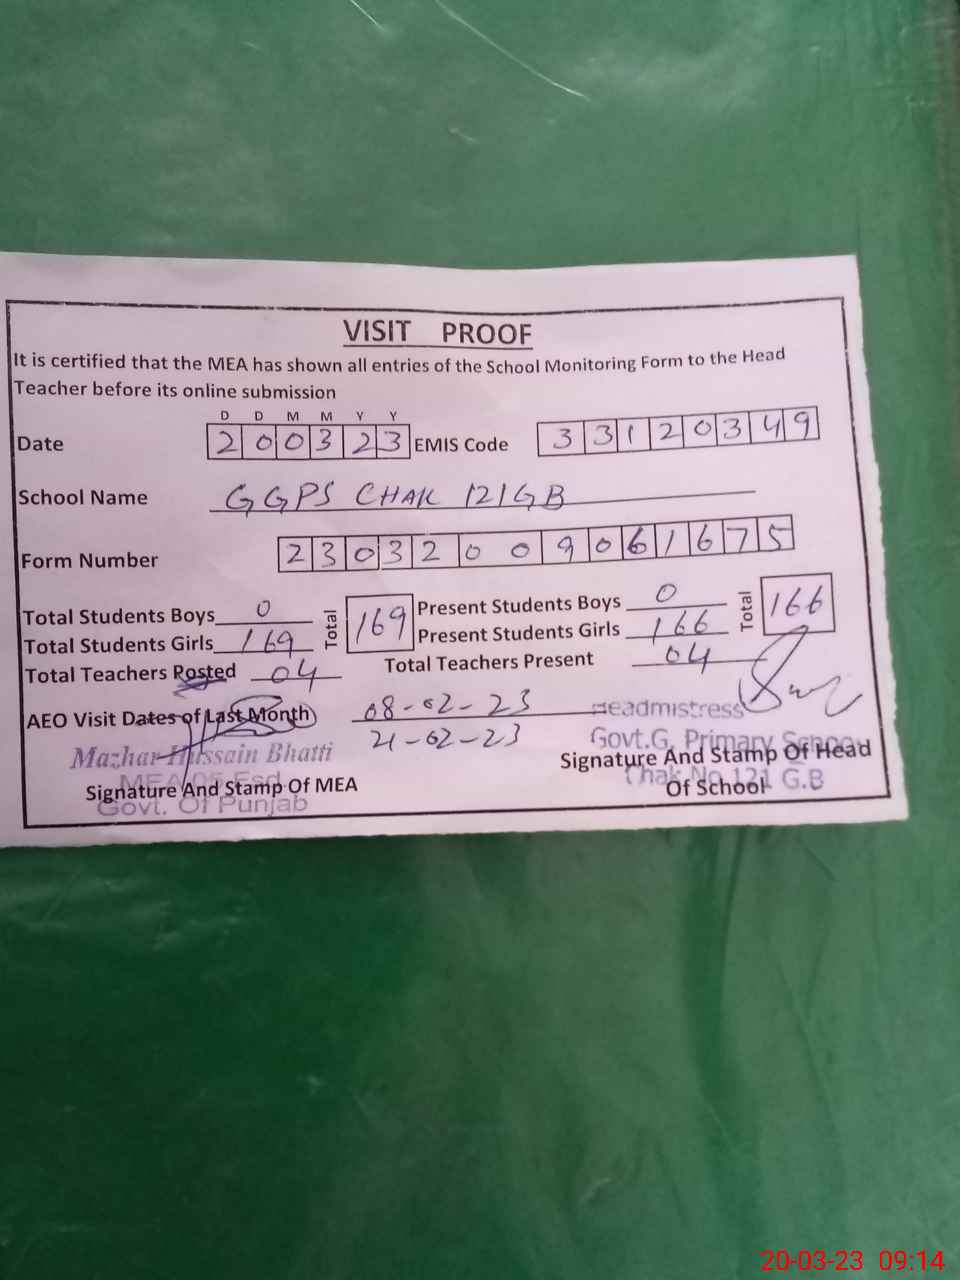 VISIT PROOF
It is certified that the MEA has shown all entries of the School Monitoring Form to the Head
Teacher before its online submission
D D M M Y Y
Date 2 0 0 3 2 3 EMIS Code 3 3 1 2 0 3 4 9
School Name GGPS CHAK 121GB
Form Number 2 3 0 3 2 0 0 9 0 6 1 6 7 5
Total Students Boys 0 Total 169 Present Students Boys 0 Total 166
Total Students Girls 169 Present Students Girls 166
Total Teachers Posted 04 Total Teachers Present 04
AEO Visit Dates of Last Month 08-02-23
21-02-23
Headmistress
Mazhar Hussain Bhatti
Govt.G. Primary School
Signature And Stamp Of Head
MEA
Chak No 121 G.B
Signature And Stamp Of MEA Of School
Govt. Of Punjab
20-03-23 09:14